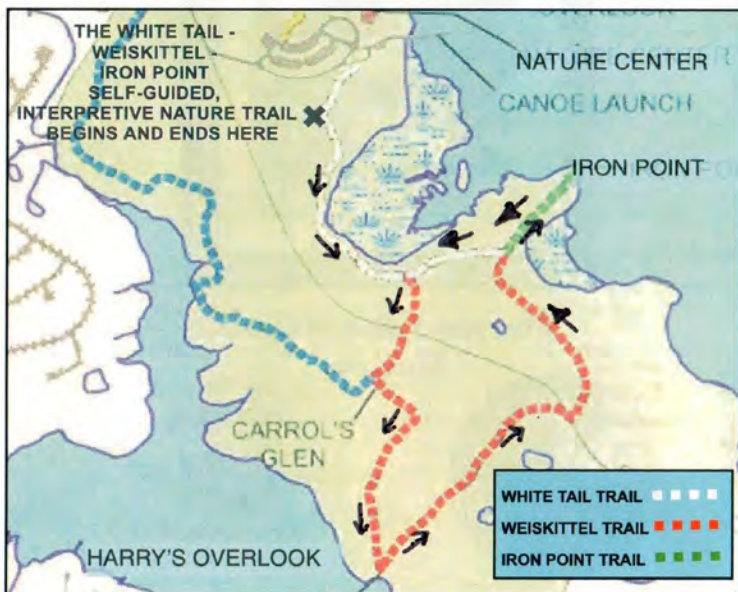 OVERLOOK
THE WHITE TAIL -
WEISKITTEL -
IRON POINT
SELF-GUIDED,
INTERPRETIVE NATURE TRAIL
BEGINS AND ENDS HERE
NATURE CENTER
CANOE LAUNCH
IRON POINT
CARROL'S
GLEN
HARRY'S OVERLOOK
WHITE TAIL TRAIL
WEISKITTEL TRAIL
IRON POINT TRAIL